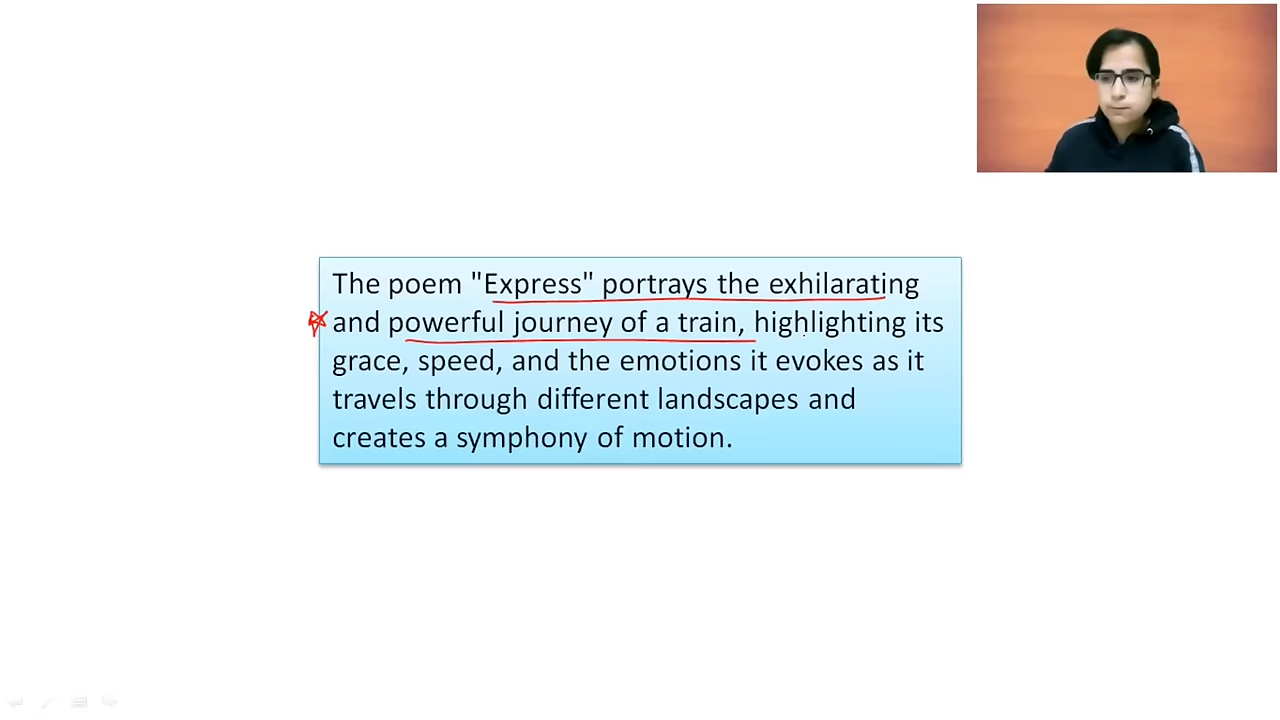 The poem "Express" portrays the exhilarating
and powerful journey of a train, highlighting its
grace, speed, and the emotions it evokes as it
travels through different landscapes and
creates a symphony of motion.